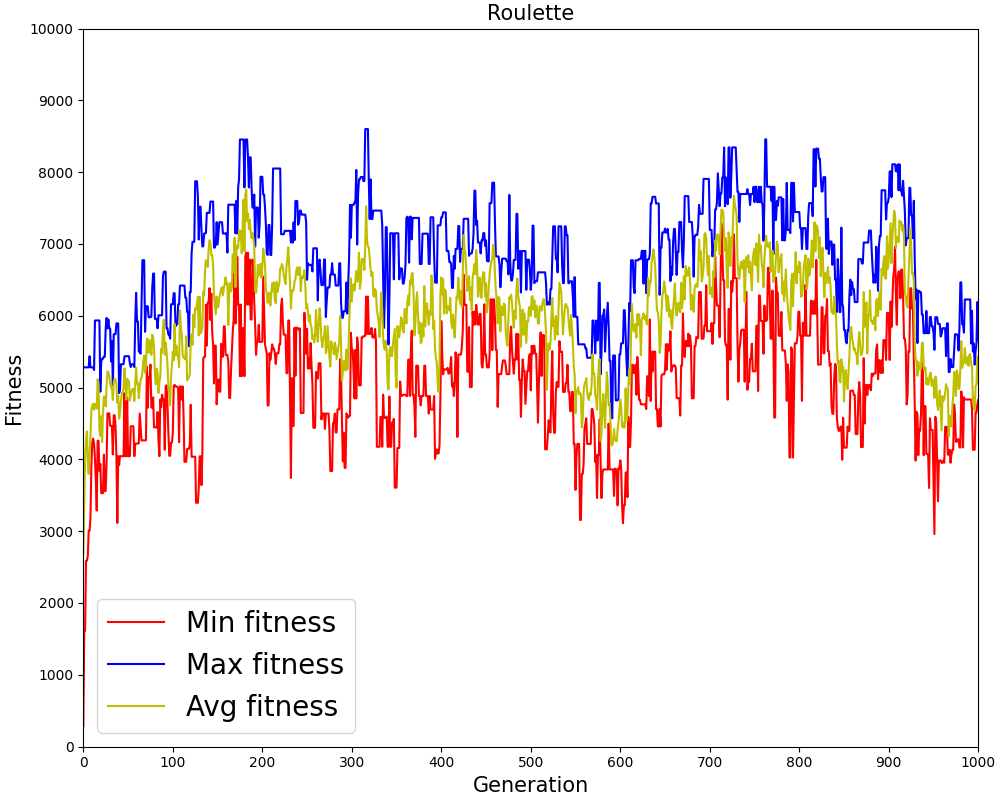 Roulette
10000
9000
8000
7000
6000
5000
4000
3000
2000
1000
0
Fitness
Min fitness
Max fitness
Avg fitness
0 100 200 300 400 500 600 700 800 900 1000
Generation